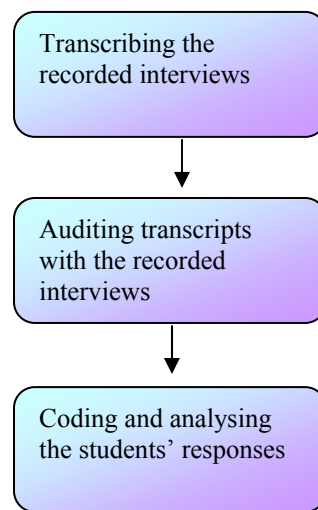 Transcribing the
recorded interviews
Auditing transcripts
with the recorded
interviews
Coding and analysing
the students’ responses